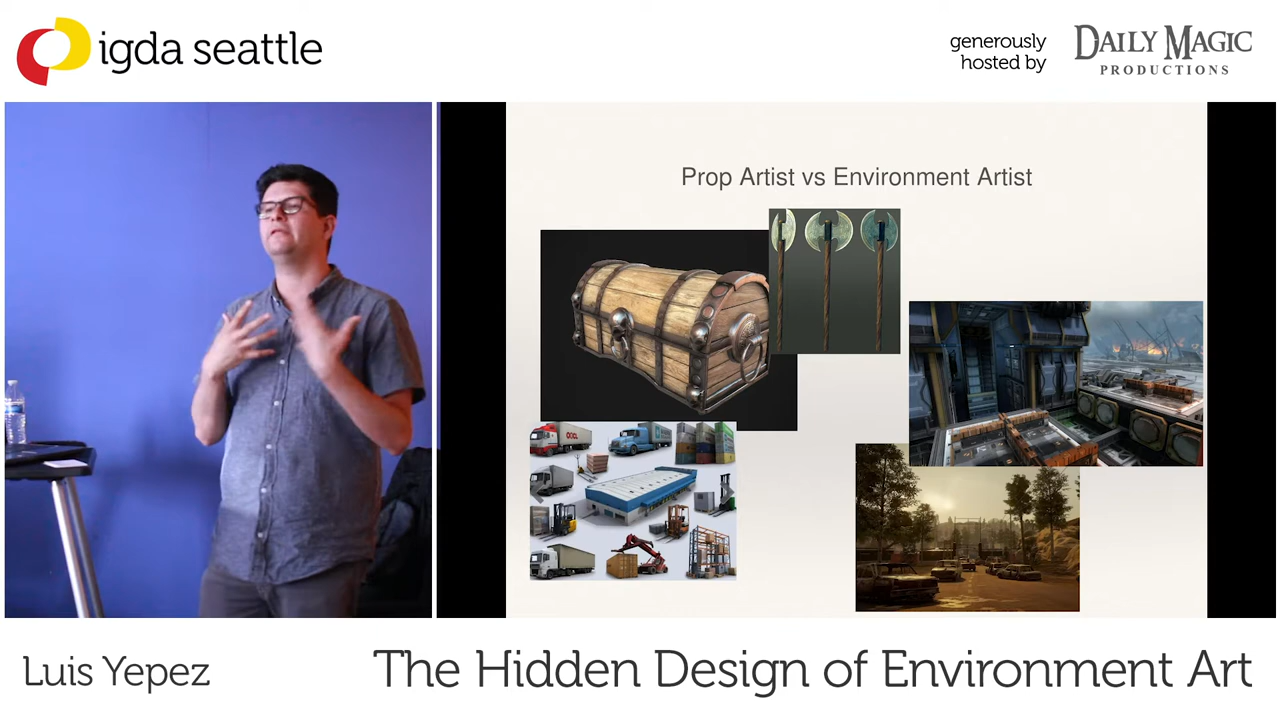 igda seattle
generously
hosted by
DAILY MAGIC
PRODUCTIONS
Prop Artist vs Environment Artist
Luis Yepez
The Hidden Design of Environment Art